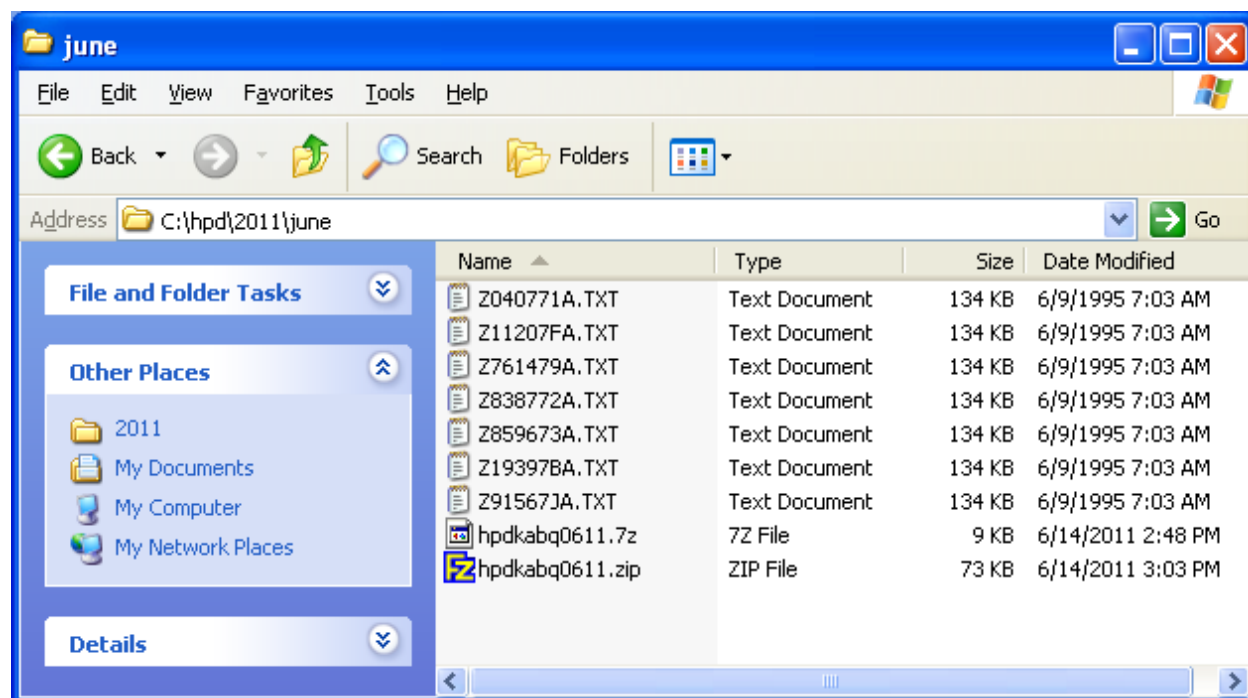 june
File Edit View Favorites Tools Help
Back Search Folders
Address C:\hpd\2011\june Go
File and Folder Tasks
Other Places
2011
My Documents
My Computer
My Network Places
Details
Name Type Size Date Modified
Z040771A.TXT Text Document 134 KB 6/9/1995 7:03 AM
Z11207FA.TXT Text Document 134 KB 6/9/1995 7:03 AM
Z761479A.TXT Text Document 134 KB 6/9/1995 7:03 AM
Z838772A.TXT Text Document 134 KB 6/9/1995 7:03 AM
Z859673A.TXT Text Document 134 KB 6/9/1995 7:03 AM
Z19397BA.TXT Text Document 134 KB 6/9/1995 7:03 AM
Z91567JA.TXT Text Document 134 KB 6/9/1995 7:03 AM
hpdkabq0611.7z 7Z File 9 KB 6/14/2011 2:48 PM
hpdkabq0611.zip ZIP File 73 KB 6/14/2011 3:03 PM